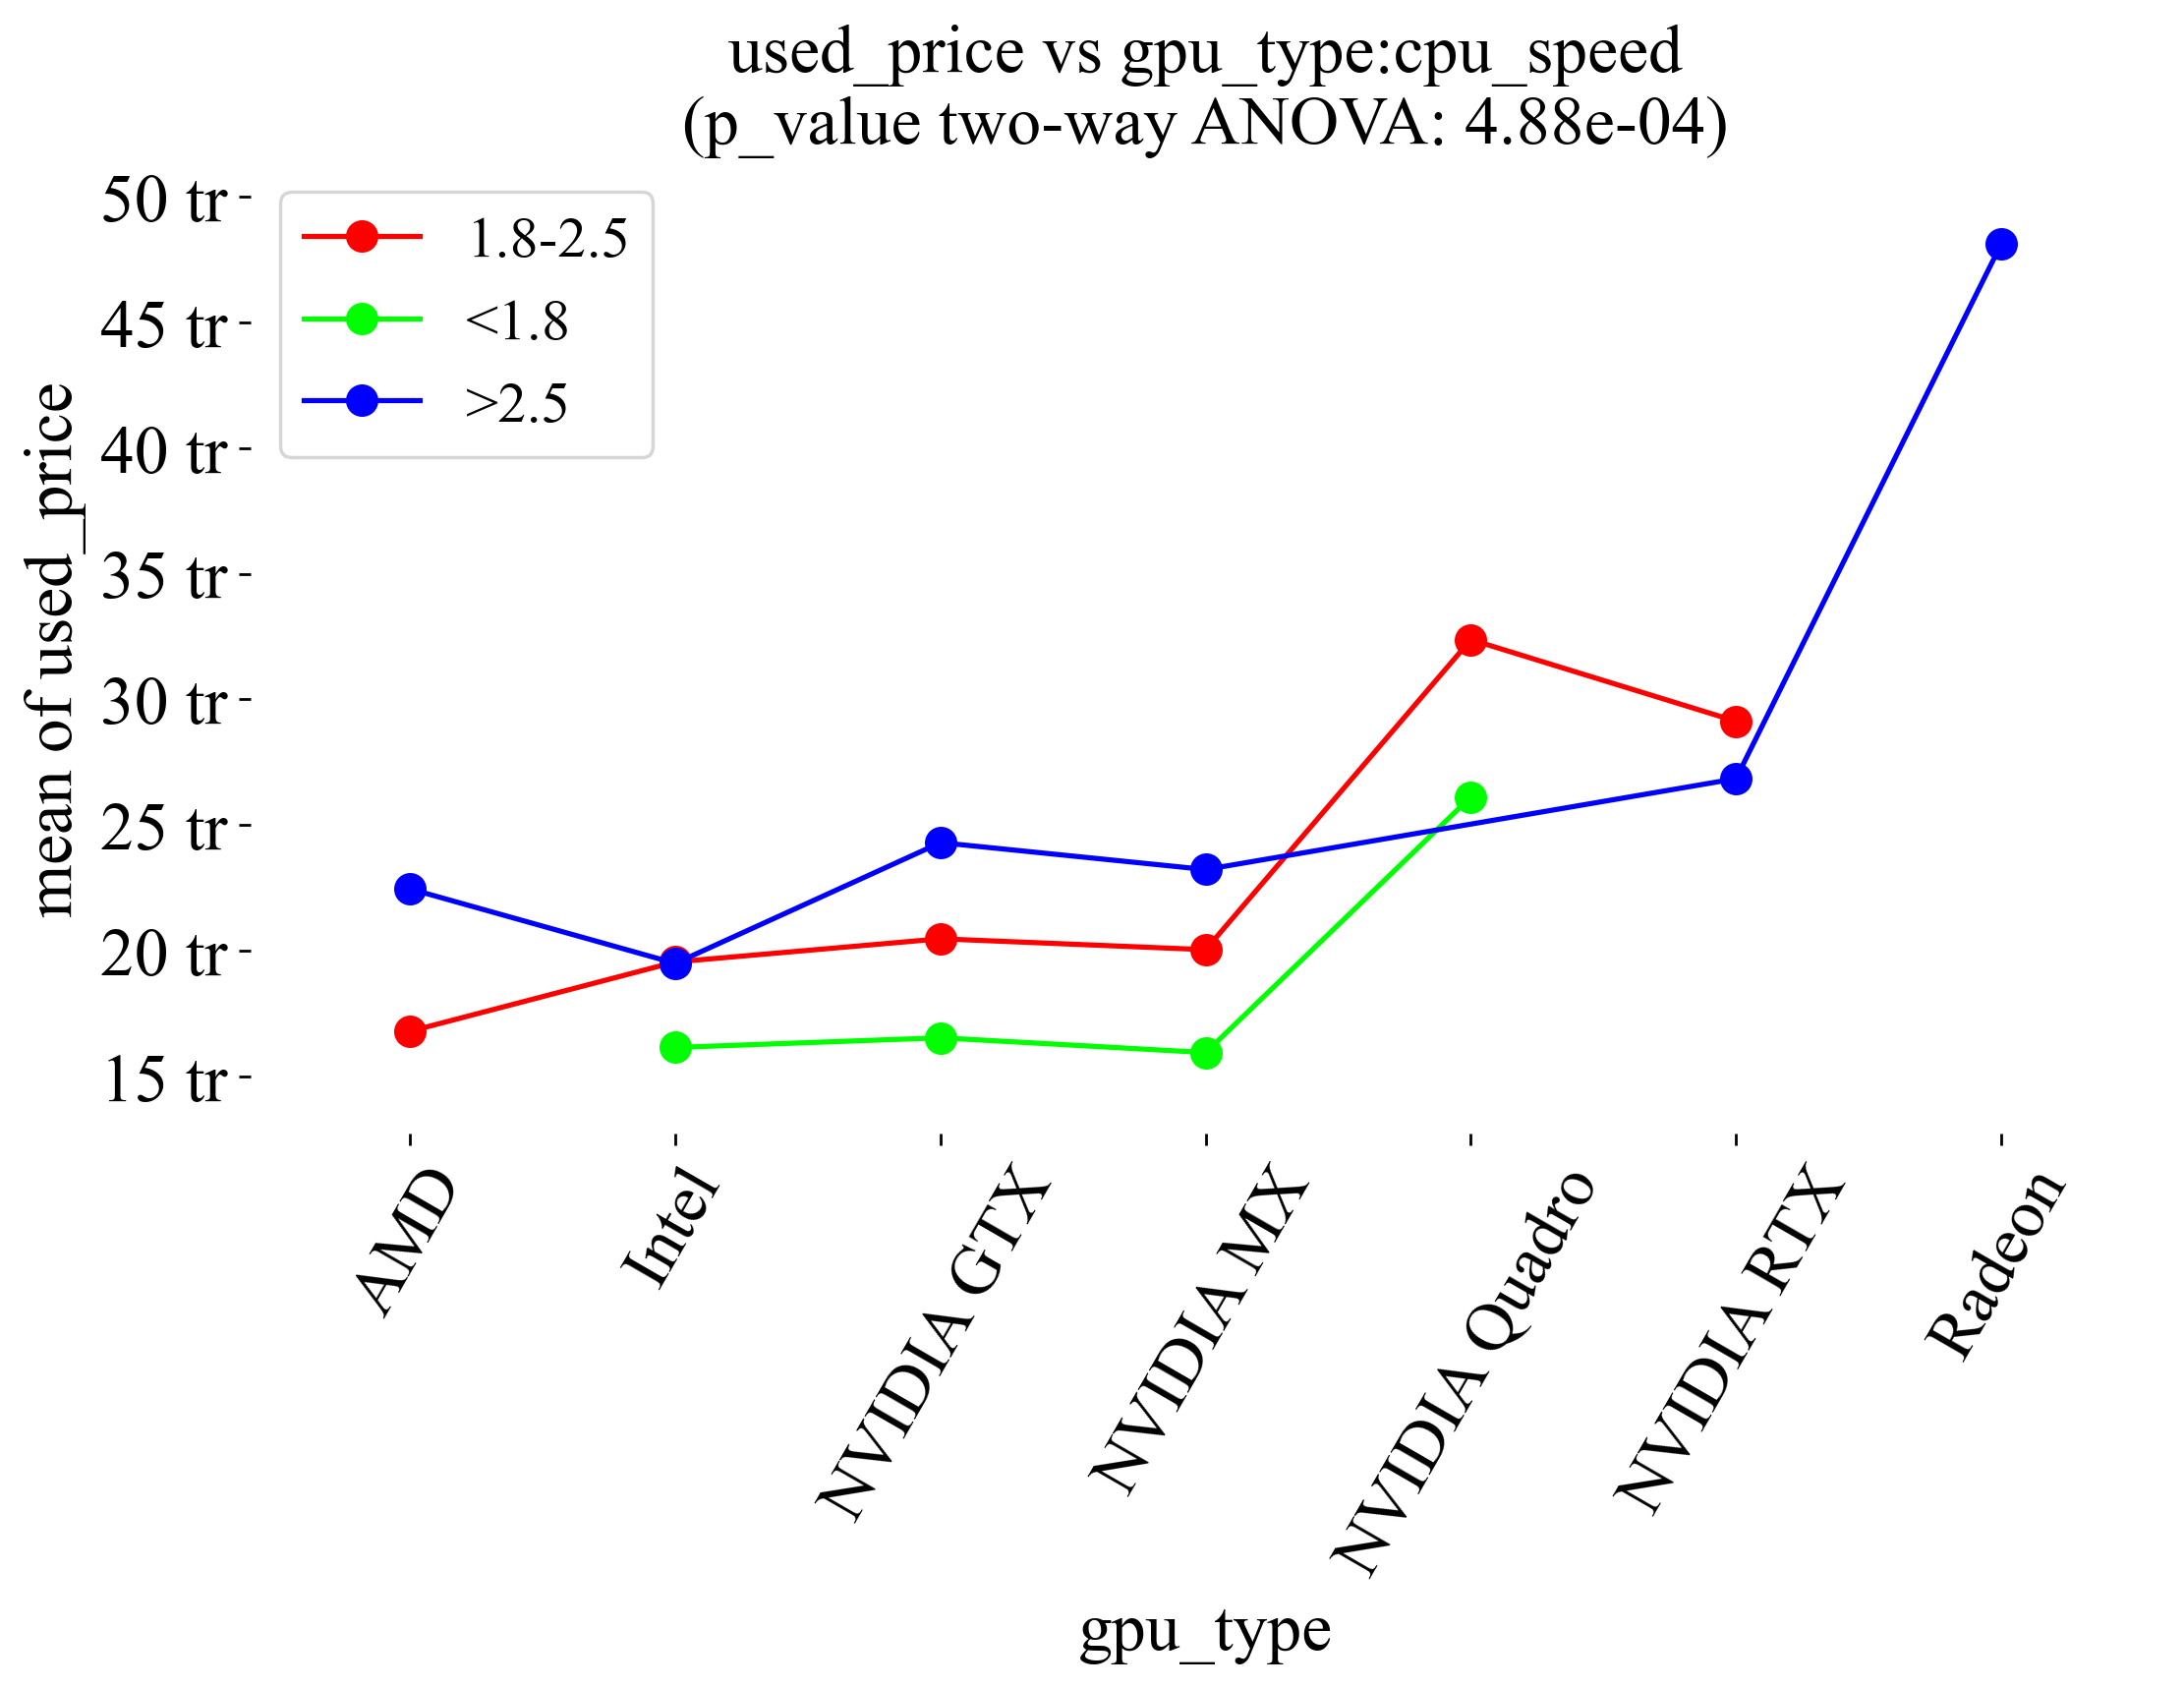 used_price vs gpu_type:cpu_speed
(p_value two-way ANOVA: 4.88e-04)
mean of used_price
50 tr
45 tr
40 tr
35 tr
30 tr
25 tr
20 tr
15 tr
1.8-2.5
<1.8
>2.5
AMD
Intel
NVIDIA GTX
NVIDIA MX
NVIDIA Quadro
NVIDIA RTX
Radeon
gpu_type